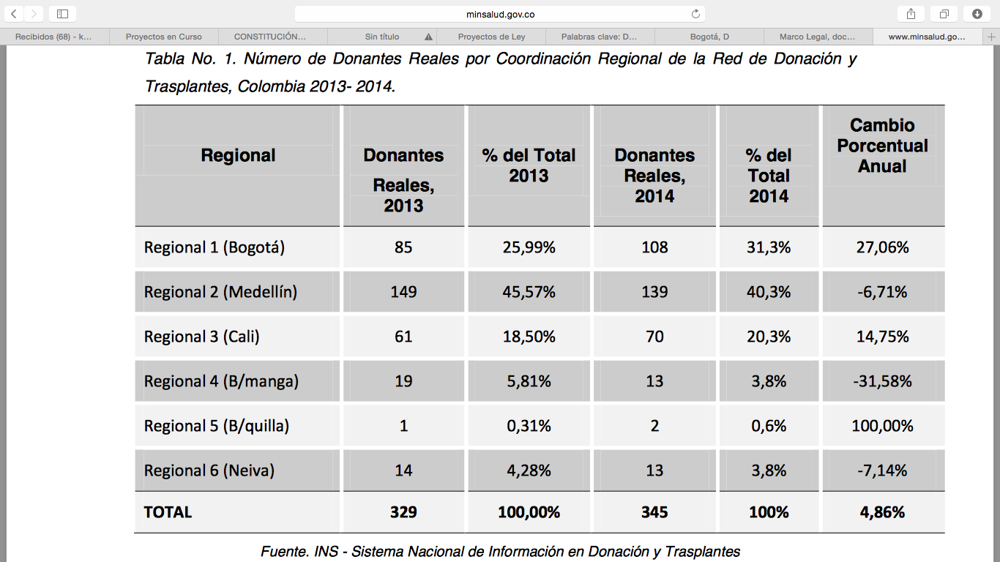 minsalud.gov.co
Recibidos (68) - k... Proyectos en Curso CONSTITUCIÓN... Sin título Proyectos de Ley Palabras clave: D... Bogotá, D Marco Legal, doc... www.minsalud.go...
Tabla No. 1. Número de Donantes Reales por Coordinación Regional de la Red de Donación y
Trasplantes, Colombia 2013- 2014.
Regional Donantes Reales, 2013 % del Total 2013 Donantes Reales, 2014 % del Total 2014 Cambio Porcentual Anual
Regional 1 (Bogotá) 85 25,99% 108 31,3% 27,06%
Regional 2 (Medellín) 149 45,57% 139 40,3% -6,71%
Regional 3 (Cali) 61 18,50% 70 20,3% 14,75%
Regional 4 (B/manga) 19 5,81% 13 3,8% -31,58%
Regional 5 (B/quilla) 1 0,31% 2 0,6% 100,00%
Regional 6 (Neiva) 14 4,28% 13 3,8% -7,14%
TOTAL 329 100,00% 345 100% 4,86%
Fuente. INS - Sistema Nacional de Información en Donación y Trasplantes